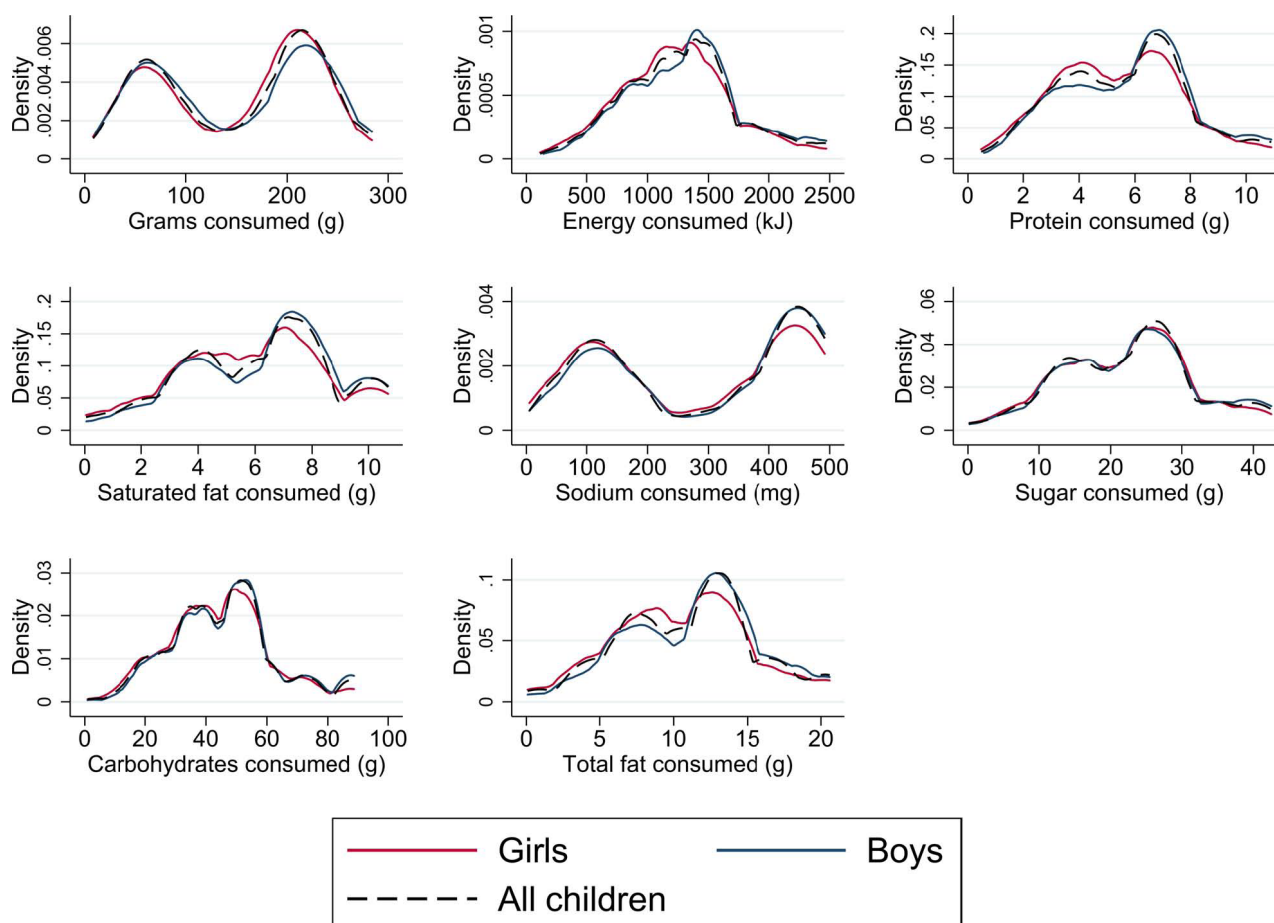 Density
0 .002 .004 .006
0 100 200 300
Grams consumed (g)
Density
0 .0005 .001
0 500 1000 1500 2000 2500
Energy consumed (kJ)
Density
0 .05 .1 .15 .2
0 2 4 6 8 10
Protein consumed (g)
Density
0 .05 .1 .15 .2
0 2 4 6 8 10
Saturated fat consumed (g)
Density
0 .002 .004
0 100 200 300 400 500
Sodium consumed (mg)
Density
0 .02 .04 .06
0 10 20 30 40
Sugar consumed (g)
Density
0 .01 .02 .03
0 20 40 60 80 100
Carbohydrates consumed (g)
Density
0 .05 .1
0 5 10 15 20
Total fat consumed (g)
Girls Boys
All children